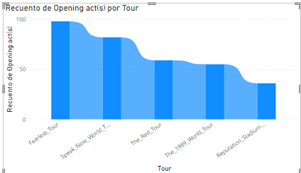 Recuento de Opening act(s) por Tour
Recuento de Opening act(s)
100
50
0
Fearless_Tour
Speak_Now_World_T...
The_Red_Tour
The_1989_World_Tour
Reputation_Stadium...
Tour